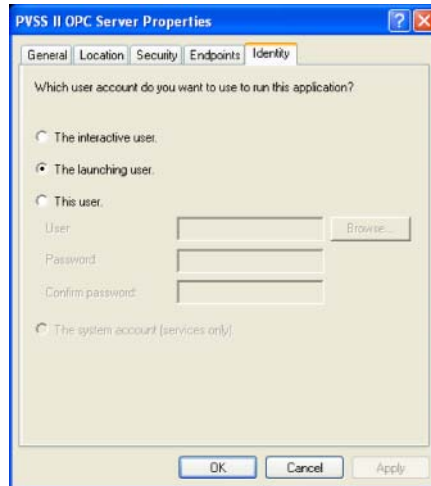 PVSS II OPC Server Properties
General Location Security Endpoints Identity
Which user account do you want to use to run this application?
The interactive user.
The launching user.
This user.
User:
Browse...
Password:
Confirm password:
The system account (services only).
OK Cancel Apply